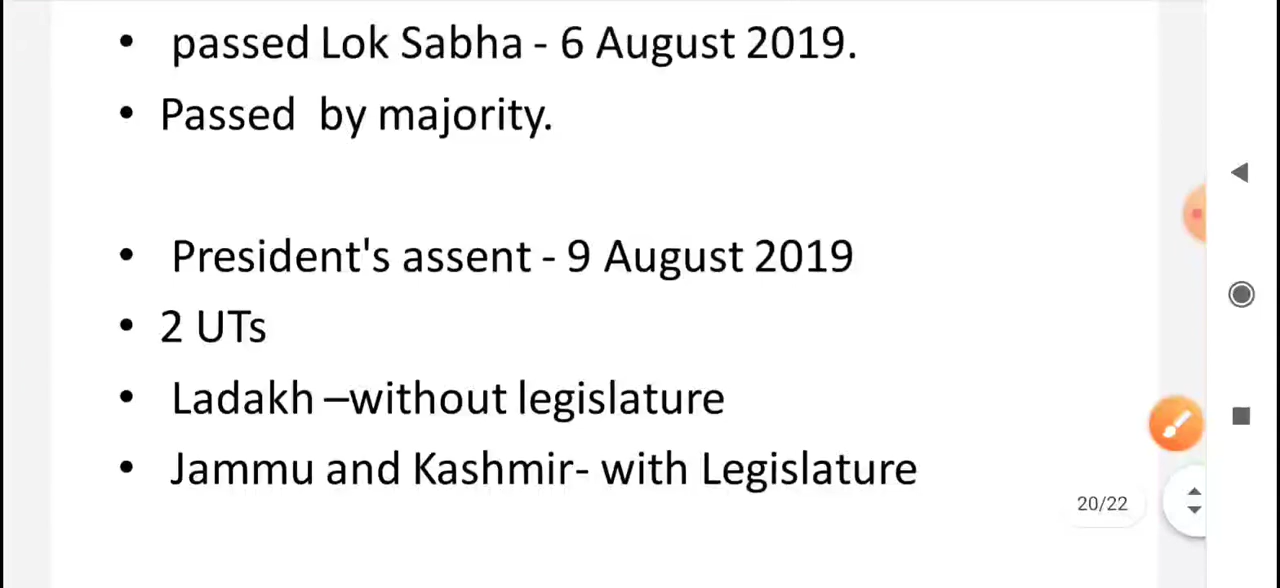 • passed Lok Sabha - 6 August 2019.
• Passed by majority.
• President's assent - 9 August 2019
• 2 UTs
• Ladakh –without legislature
• Jammu and Kashmir- with Legislature
20/22